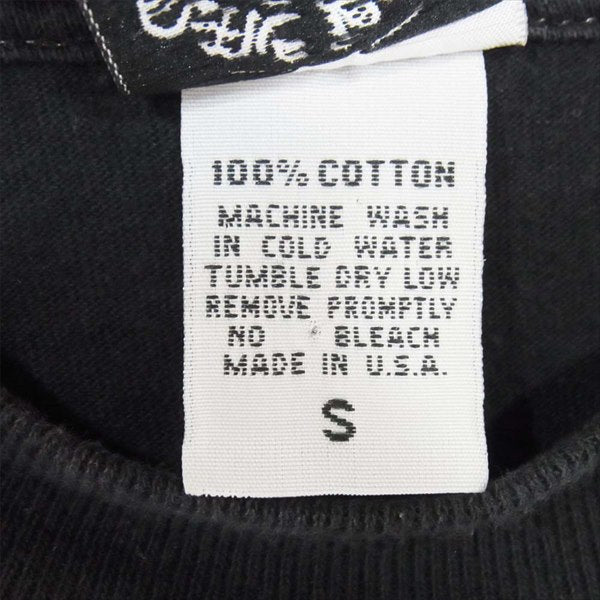 100% COTTON
MACHINE WASH
IN COLD WATER
TUMBLE DRY LOW
REMOVE PROMPTLY
NO BLEACH
MADE IN U.S.A.
S